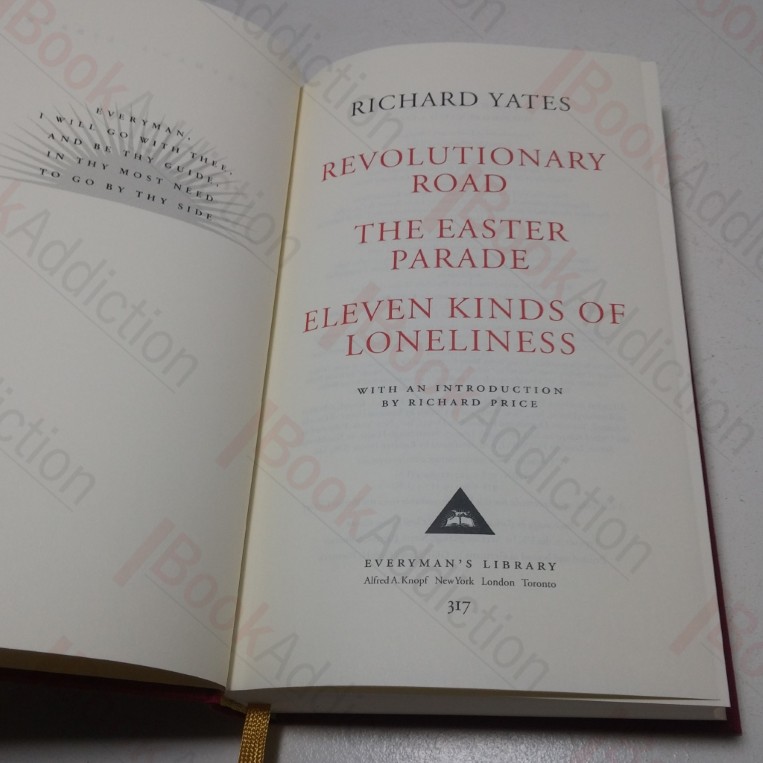 EVERYMAN,
I WILL GO WITH THEE,
AND BE THY GUIDE,
IN THY MOST NEED
TO GO BY THY SIDE
RICHARD YATES
REVOLUTIONARY
ROAD
THE EASTER
PARADE
ELEVEN KINDS OF
LONELINESS
WITH AN INTRODUCTION
BY RICHARD PRICE
EVERYMAN'S LIBRARY
Alfred A. Knopf New York London Toronto
317
BookAddiction